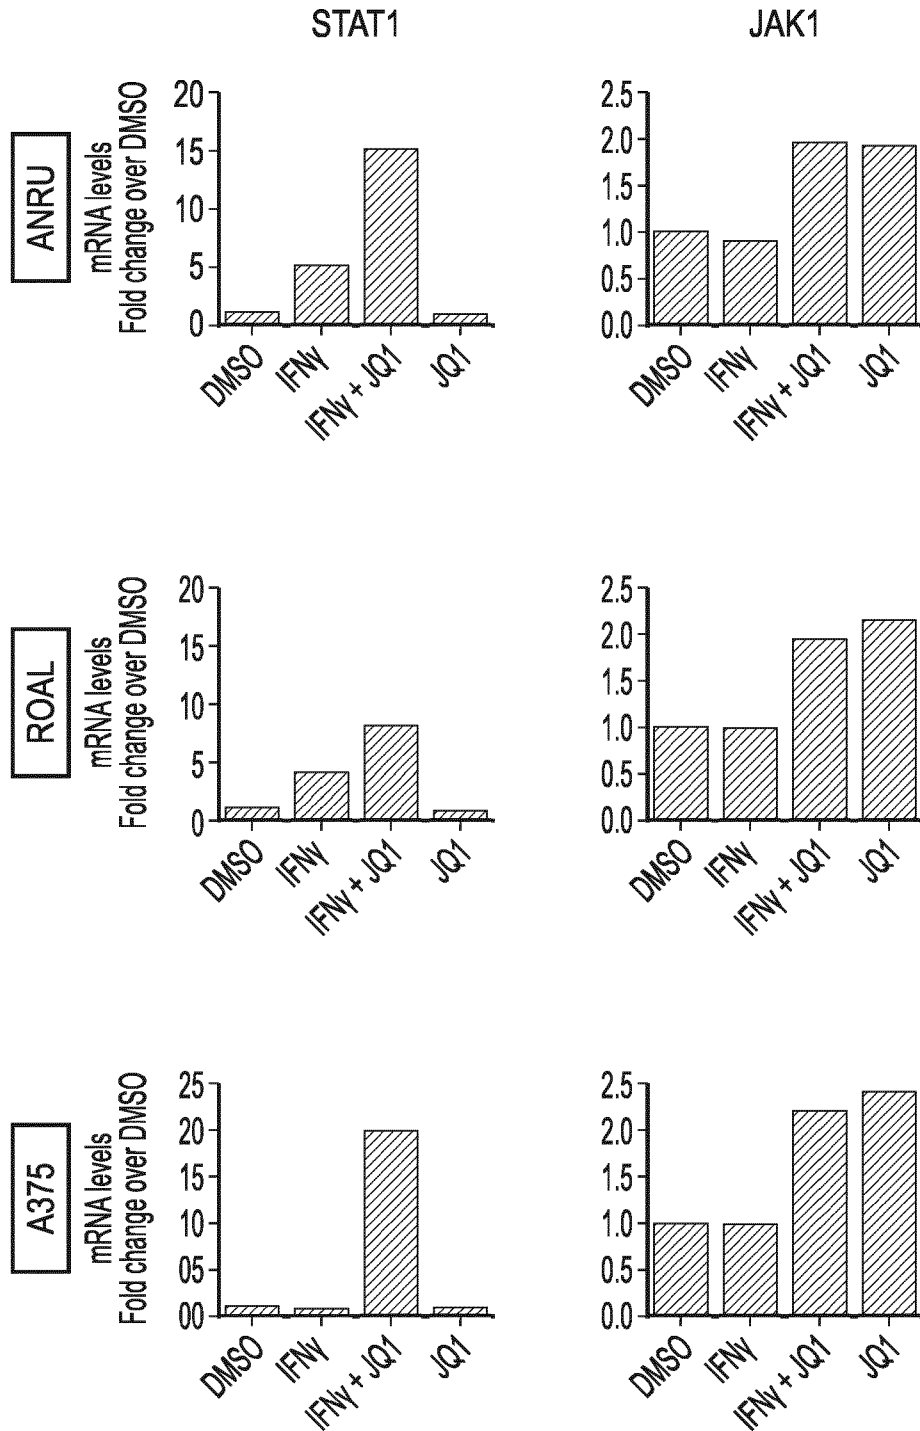 STAT1
JAK1
ANRU
mRNA levels
Fold change over DMSO
20
15
10
5
0
DMSO
IFNγ
IFNγ + JQ1
JQ1
2.5
2.0
1.5
1.0
0.5
0.0
DMSO
IFNγ
IFNγ + JQ1
JQ1
ROAL
mRNA levels
Fold change over DMSO
20
15
10
5
0
DMSO
IFNγ
IFNγ + JQ1
JQ1
2.5
2.0
1.5
1.0
0.5
0.0
DMSO
IFNγ
IFNγ + JQ1
JQ1
A375
mRNA levels
Fold change over DMSO
25
20
15
10
05
00
DMSO
IFNγ
IFNγ + JQ1
JQ1
2.5
2.0
1.5
1.0
0.5
0.0
DMSO
IFNγ
IFNγ + JQ1
JQ1